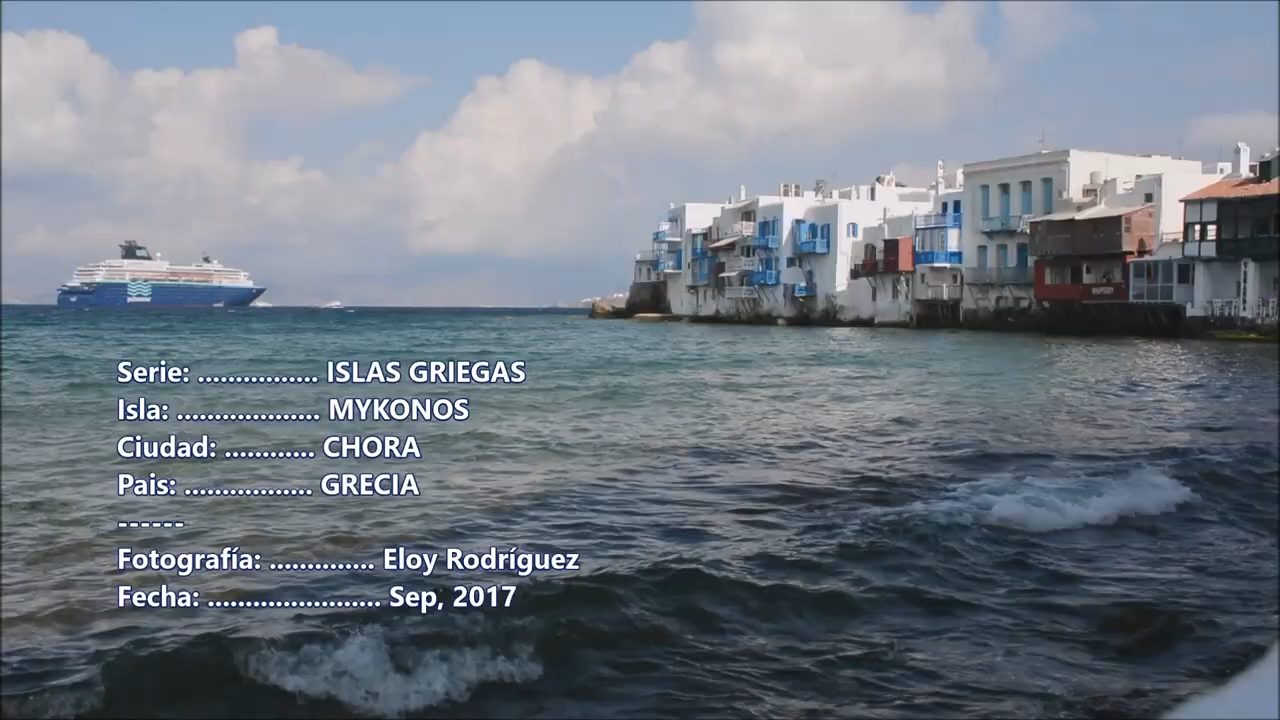 Serie: ................ ISLAS GRIEGAS
Isla: ................... MYKONOS
Ciudad: ............ CHORA
Pais: ................. GRECIA
------
Fotografía: .............. Eloy Rodríguez
Fecha: ....................... Sep, 2017